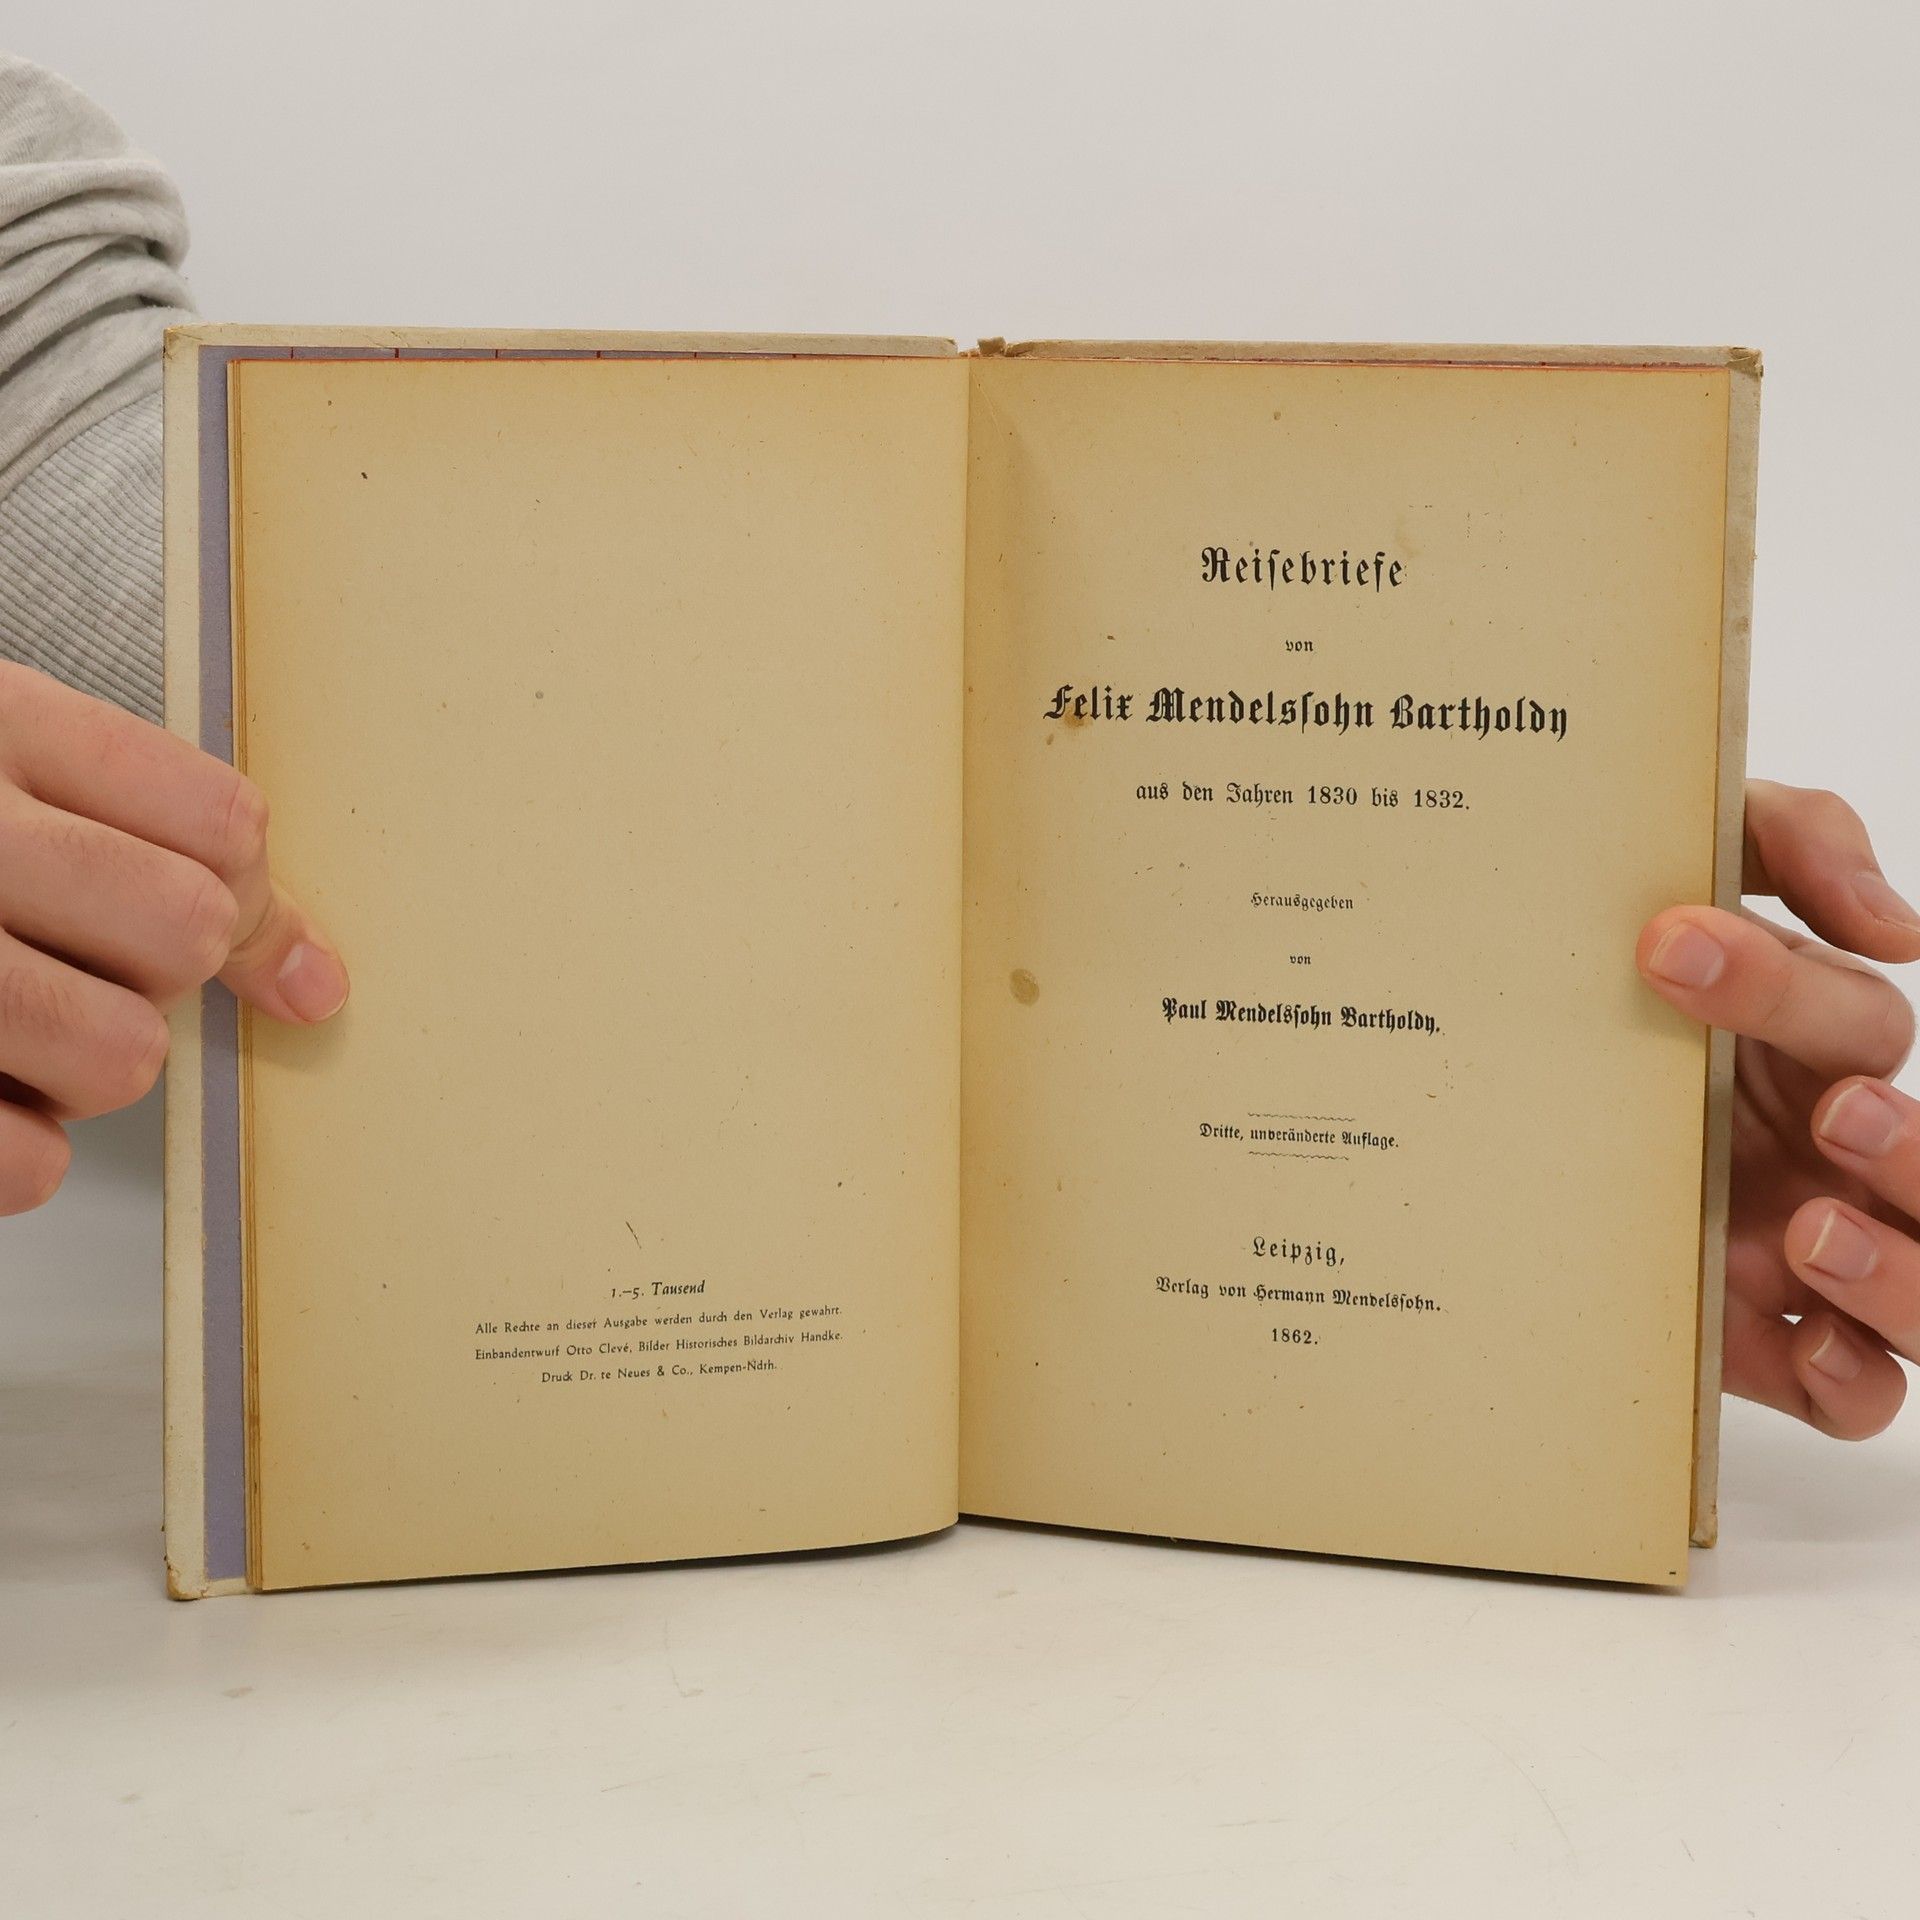 1.–5. Tausend
Alle Rechte an dieser Ausgabe werden durch den Verlag gewahrt.
Einbandentwurf Otto Clevé, Bilder Historisches Bildarchiv Handke.
Druck Dr. te Neues & Co., Kempen-Ndrh.
Reiſebriefe
von
Felix Mendelsſohn Bartholdy
aus den Jahren 1830 bis 1832.
Herausgegeben
von
Paul Mendelsſohn Bartholdy.
Dritte, unveränderte Auflage.
Leipzig,
Verlag von Hermann Mendelsſohn.
1862.